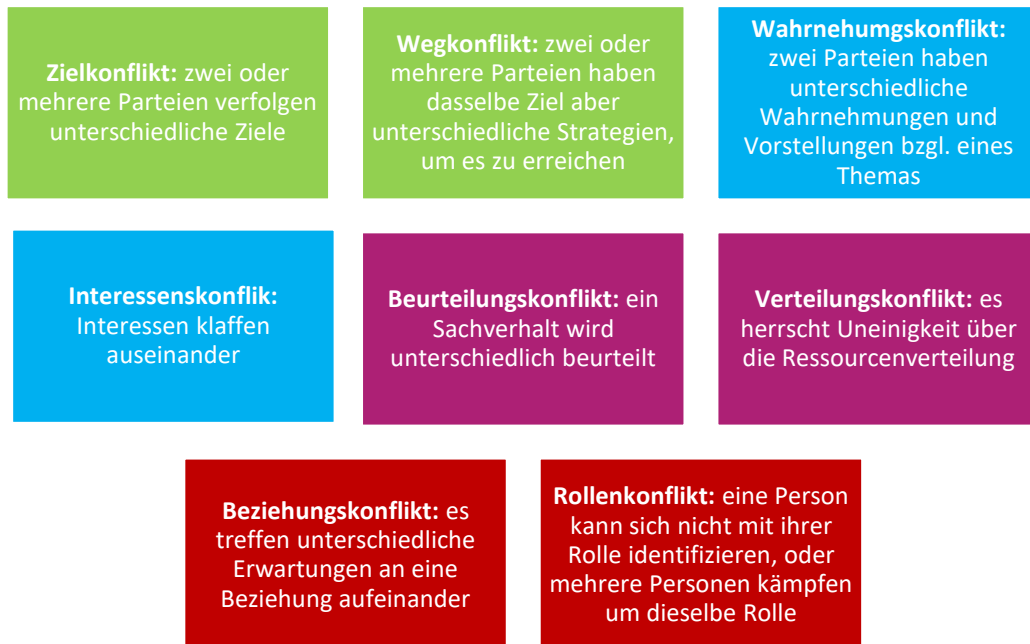 Zielkonflikt: zwei oder
mehrere Parteien verfolgen
unterschiedliche Ziele
Wegkonflikt: zwei oder
mehrere Parteien haben
dasselbe Ziel aber
unterschiedliche Strategien,
um es zu erreichen
Wahrnehumgskonflikt:
zwei Parteien haben
unterschiedliche
Wahrnehmungen und
Vorstellungen bzgl. eines
Themas
Interessenskonflik:
Interessen klaffen
auseinander
Beurteilungskonflikt: ein
Sachverhalt wird
unterschiedlich beurteilt
Verteilungskonflikt: es
herrscht Uneinigkeit über
die Ressourcenverteilung
Beziehungskonflikt: es
treffen unterschiedliche
Erwartungen an eine
Beziehung aufeinander
Rollenkonflikt: eine Person
kann sich nicht mit ihrer
Rolle identifizieren, oder
mehrere Personen kämpfen
um dieselbe Rolle